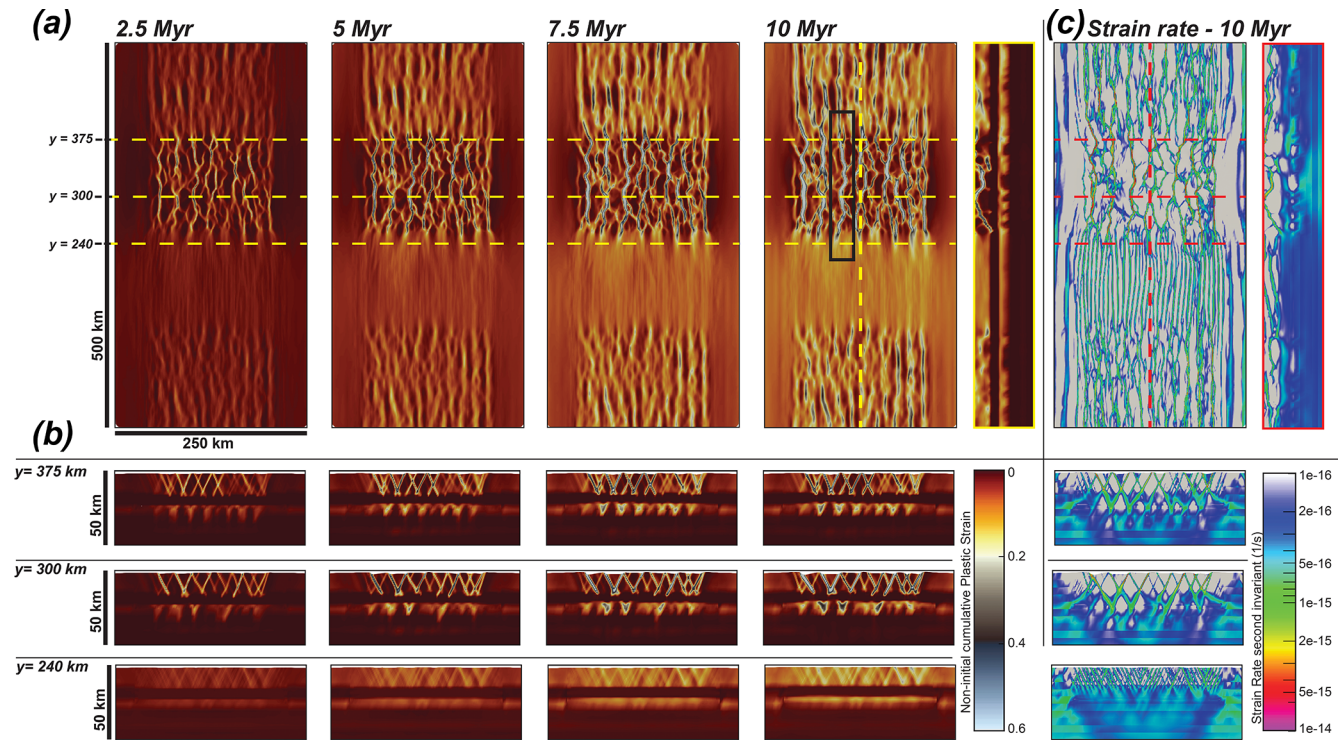 (a)
2.5 Myr
5 Myr
7.5 Myr
10 Myr
(c)
Strain rate - 10 Myr
y = 375
y = 300
y = 240
500 km
250 km
(b)
y= 375 km
50 km
y= 300 km
50 km
y= 240 km
50 km
Non-initial cumulative Plastic Strain
0
0.2
0.4
0.6
Strain Rate second invariant (1/s)
1e-16
2e-16
5e-16
1e-15
2e-15
5e-15
1e-14